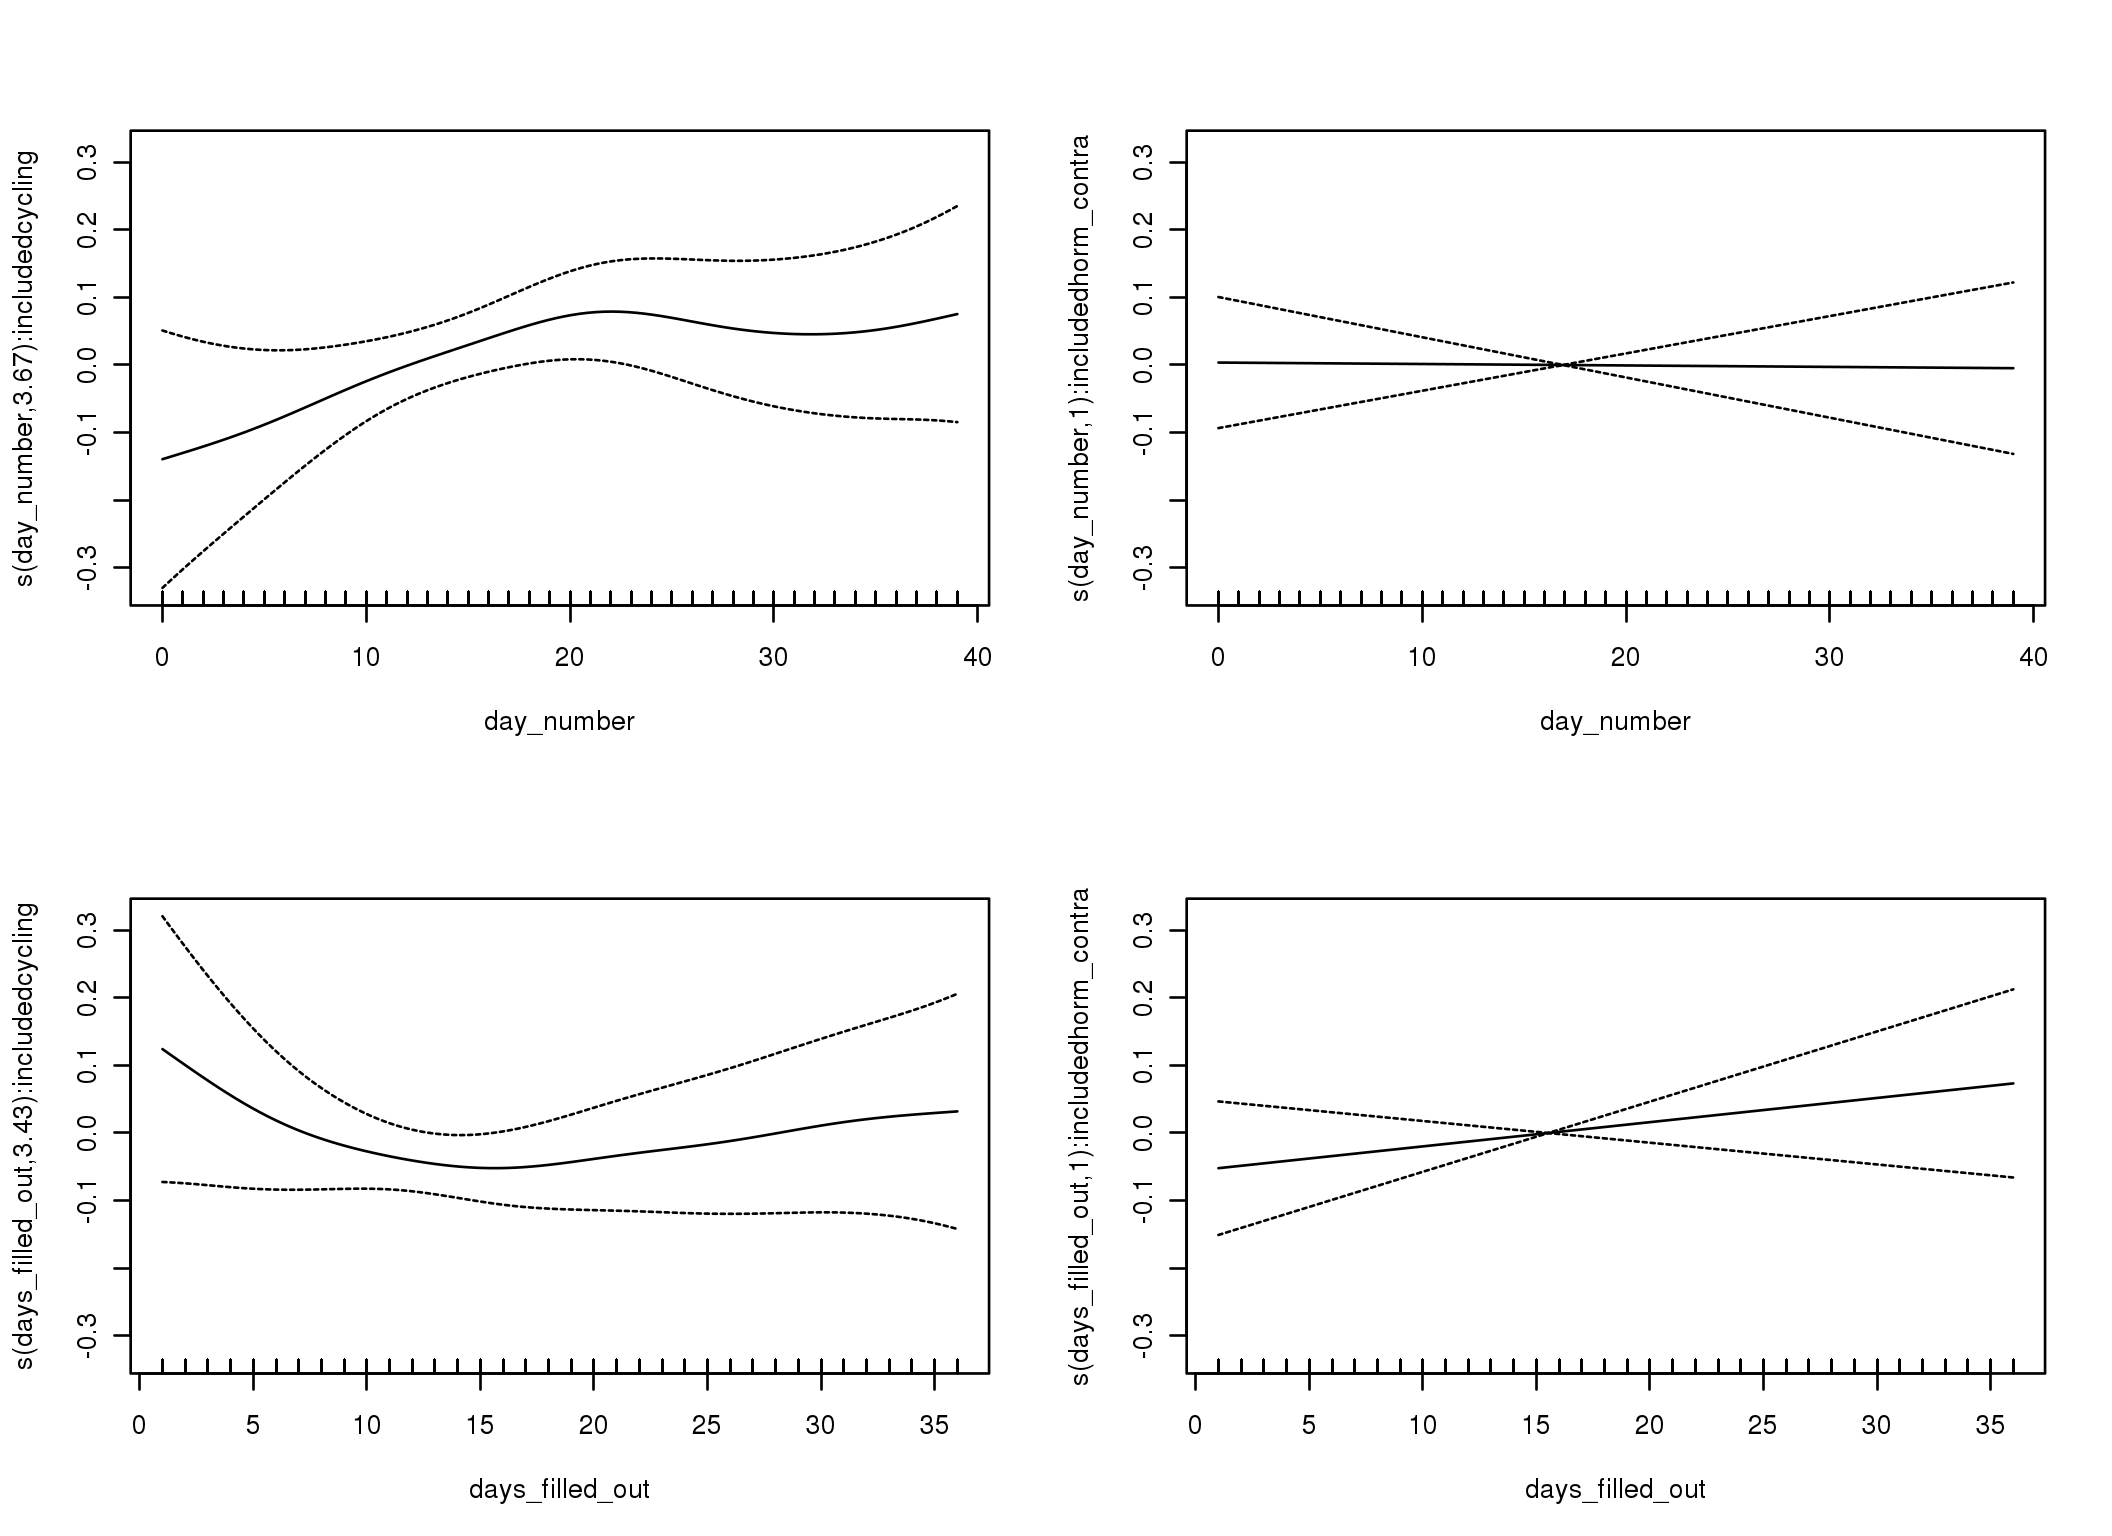 s(day_number,3.67):includedcycling
0.3
0.2
0.1
0.0
-0.1
-0.3
0 10 20 30 40
day_number
s(day_number,1):includedhorm_contra
0.3
0.2
0.1
0.0
-0.1
-0.3
0 10 20 30 40
day_number
s(days_filled_out,3.43):includedcycling
0.3
0.2
0.1
0.0
-0.1
-0.3
0 5 10 15 20 25 30 35
days_filled_out
s(days_filled_out,1):includedhorm_contra
0.3
0.2
0.1
0.0
-0.1
-0.3
0 5 10 15 20 25 30 35
days_filled_out